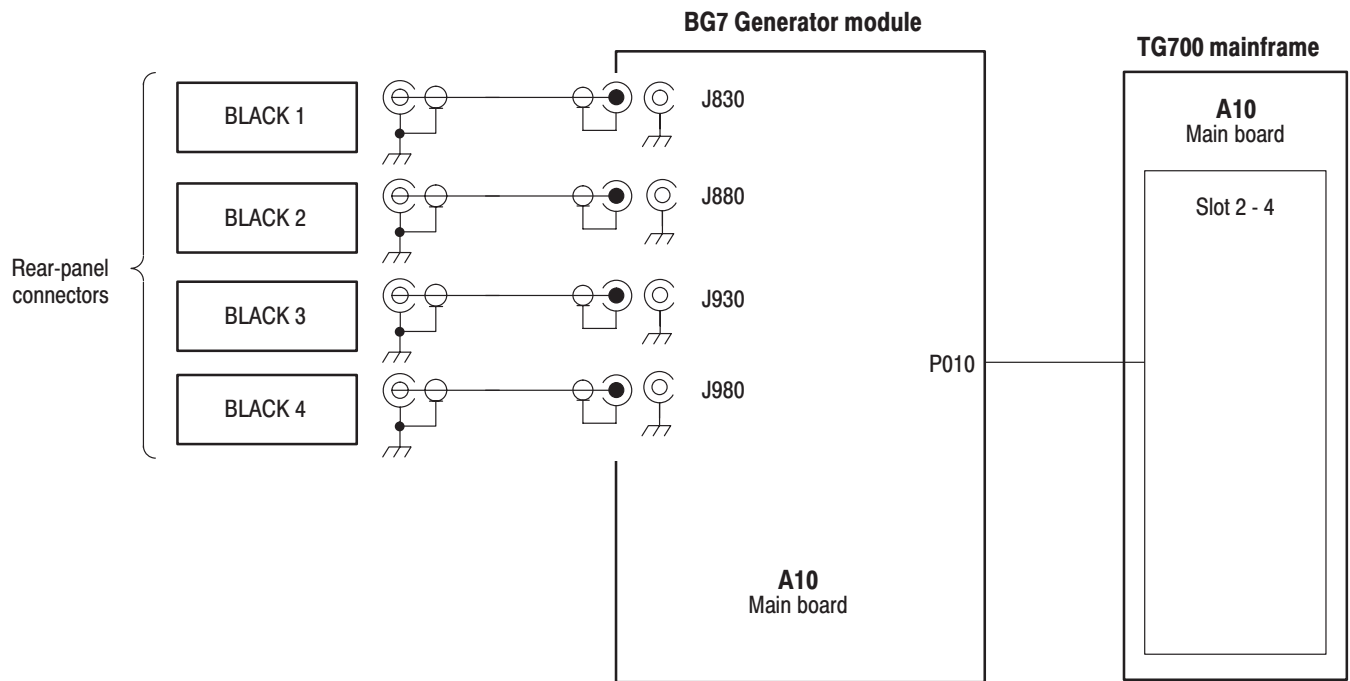 BG7 Generator module
TG700 mainframe
Rear-panel
connectors
BLACK 1
BLACK 2
BLACK 3
BLACK 4
J830
J880
J930
J980
P010
A10
Main board
A10
Main board
Slot 2 - 4